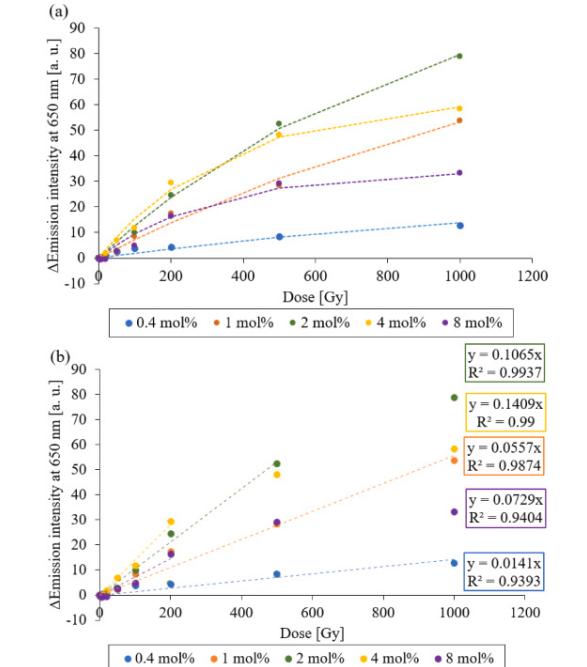 (a)
ΔEmission intensity at 650 nm [a. u.]
90
80
70
60
50
40
30
20
10
0
-10
0 200 400 600 800 1000 1200
Dose [Gy]
0.4 mol% 1 mol% 2 mol% 4 mol% 8 mol%
(b)
ΔEmission intensity at 650 nm [a. u.]
90
80
70
60
50
40
30
20
10
0
-10
0 200 400 600 800 1000 1200
Dose [Gy]
y = 0.1065x
R² = 0.9937
y = 0.1409x
R² = 0.99
y = 0.0557x
R² = 0.9874
y = 0.0729x
R² = 0.9404
y = 0.0141x
R² = 0.9393
0.4 mol% 1 mol% 2 mol% 4 mol% 8 mol%